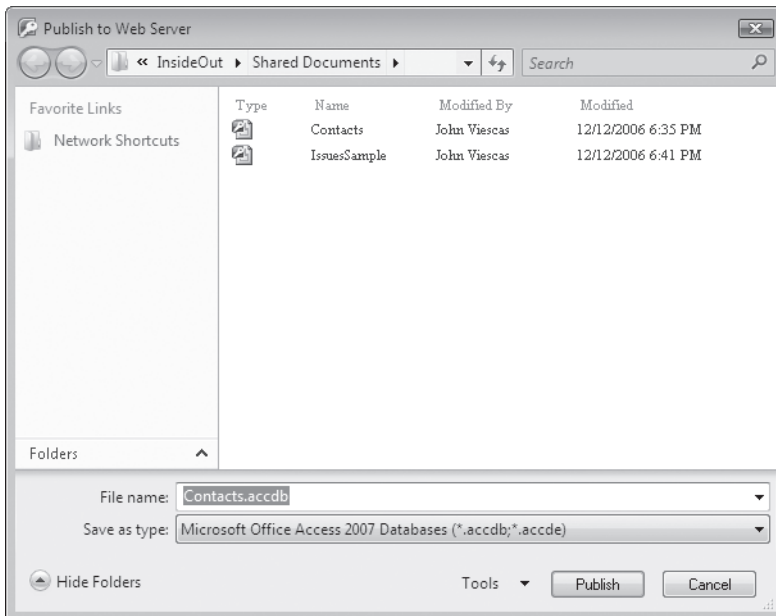 Publish to Web Server
« InsideOut Shared Documents
Search
Favorite Links
Network Shortcuts
Folders
Type Name Modified By Modified
Contacts John Viescas 12/12/2006 6:35 PM
IssuesSample John Viescas 12/12/2006 6:41 PM
File name: Contacts.accdb
Save as type: Microsoft Office Access 2007 Databases (*.accdb;*.accde)
Hide Folders Tools Publish Cancel